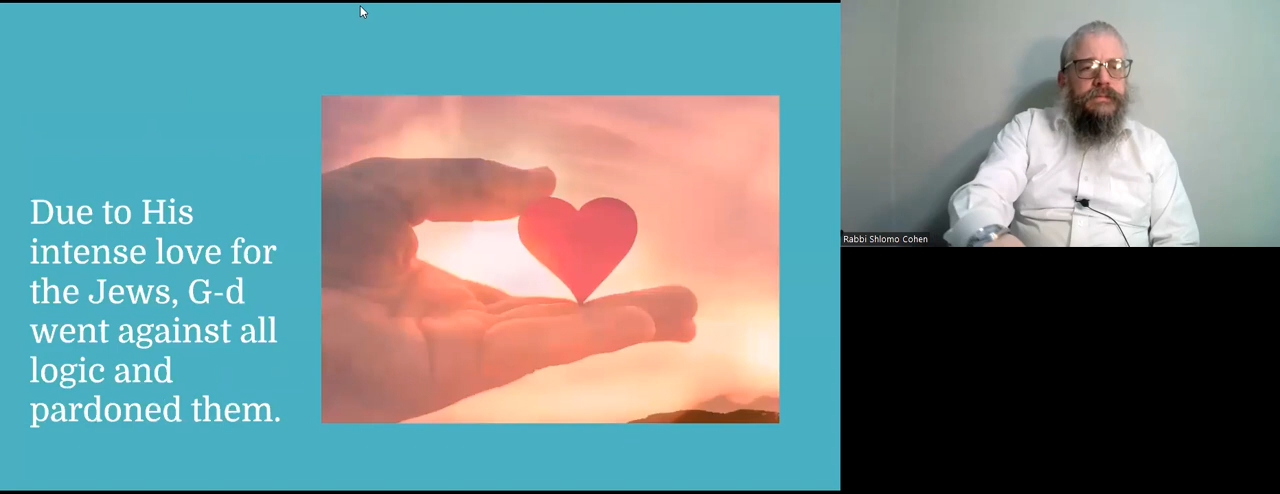 Due to His
intense love for
the Jews, G-d
went against all
logic and
pardoned them.
Rabbi Shlomo Cohen